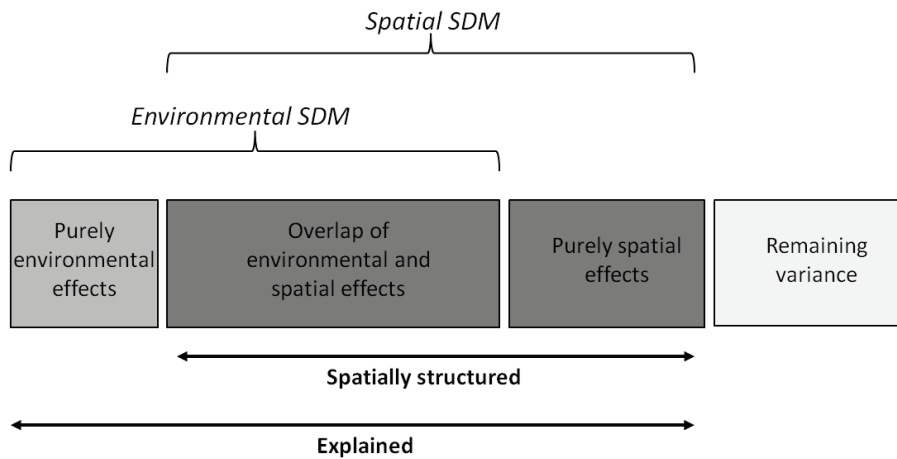 Spatial SDM
Environmental SDM
Purely
environmental
effects
Overlap of
environmental and
spatial effects
Purely spatial
effects
Remaining
variance
Spatially structured
Explained